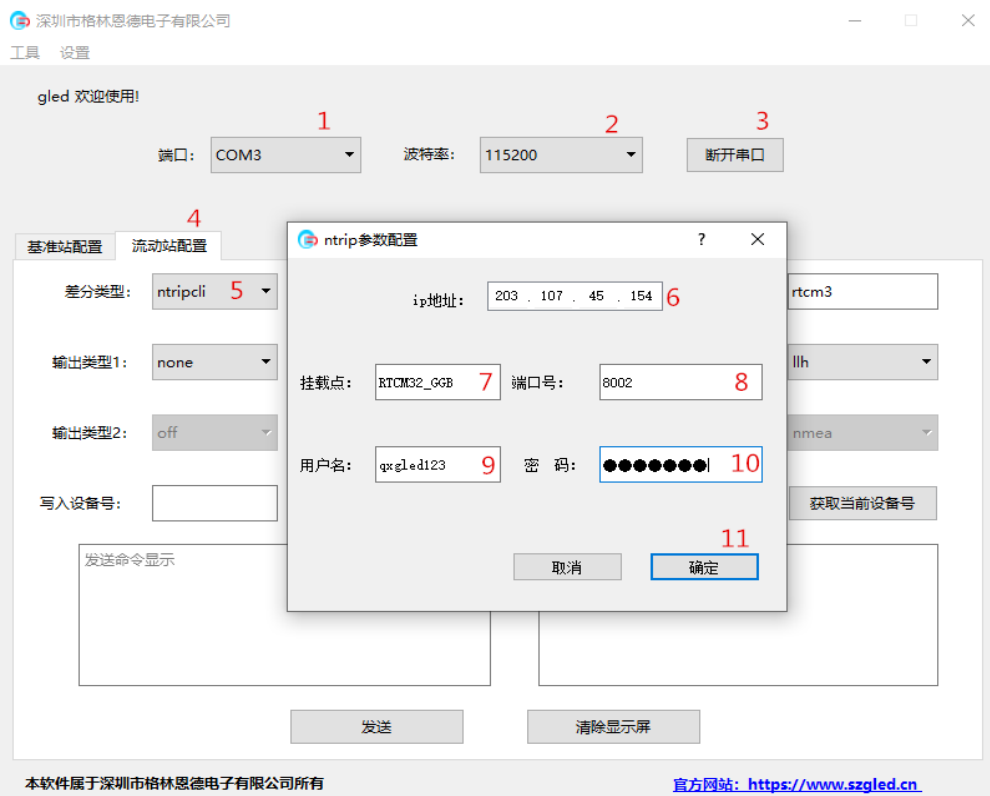 深圳市格林恩德电子有限公司
工具 设置
gled 欢迎使用!
1 2 3
端口: COM3 波特率: 115200 断开串口
4
基准站配置 流动站配置
ntrip参数配置 ?
差分类型: ntripcli 5 rtcm3
ip地址: 203 . 107 . 45 . 154 6
输出类型1: none llh
挂载点: RTCM32_GGB 7 端口号: 8002 8
输出类型2: off nmea
用户名: qxgled123 9 密 码: ●●●●●●● 10
写入设备号: 获取当前设备号
11
取消 确定
发送命令显示
发送 清除显示屏
本软件属于深圳市格林恩德电子有限公司所有 官方网站: https://www.szgled.cn